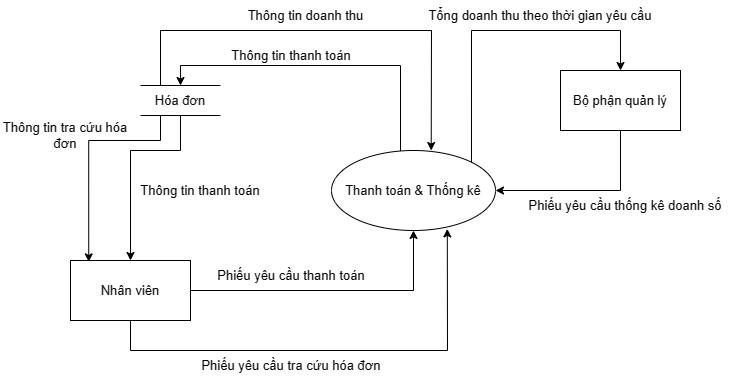 Thông tin doanh thu
Tổng doanh thu theo thời gian yêu cầu
Thông tin thanh toán
Hóa đơn
Bộ phận quản lý
Thông tin tra cứu hóa
đơn
Thông tin thanh toán
Thanh toán & Thống kê
Phiếu yêu cầu thống kê doanh số
Phiếu yêu cầu thanh toán
Nhân viên
Phiếu yêu cầu tra cứu hóa đơn